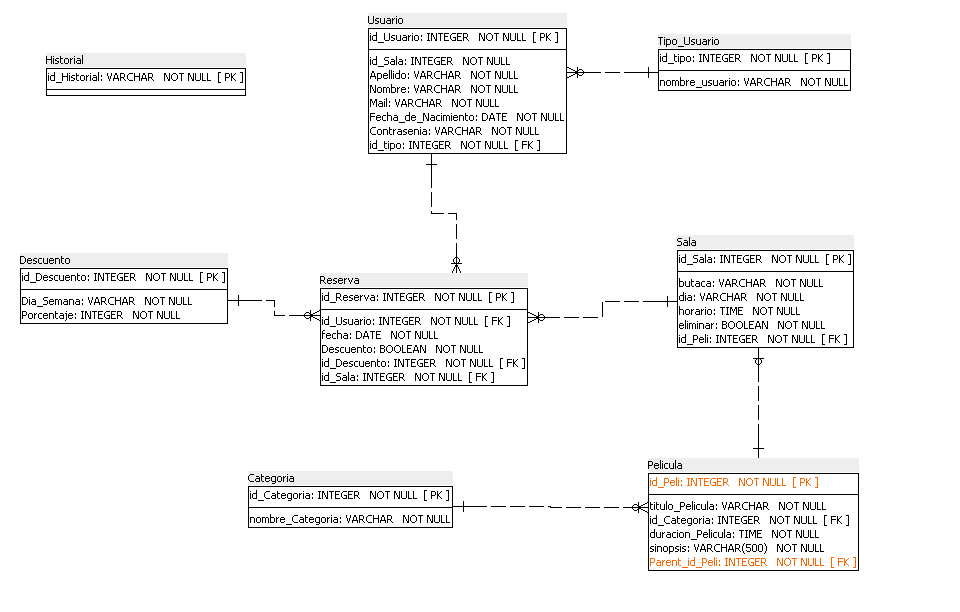 Usuario
id_Usuario: INTEGER NOT NULL [ PK ]
id_Sala: INTEGER NOT NULL
Apellido: VARCHAR NOT NULL
Nombre: VARCHAR NOT NULL
Mail: VARCHAR NOT NULL
Fecha_de_Nacimiento: DATE NOT NULL
Contrasenia: VARCHAR NOT NULL
id_tipo: INTEGER NOT NULL [ FK ]
Tipo_Usuario
id_tipo: INTEGER NOT NULL [ PK ]
nombre_usuario: VARCHAR NOT NULL
Historial
id_Historial: VARCHAR NOT NULL [ PK ]
Descuento
id_Descuento: INTEGER NOT NULL [ PK ]
Dia_Semana: VARCHAR NOT NULL
Porcentaje: INTEGER NOT NULL
Reserva
id_Reserva: INTEGER NOT NULL [ PK ]
id_Usuario: INTEGER NOT NULL [ FK ]
fecha: DATE NOT NULL
Descuento: BOOLEAN NOT NULL
id_Descuento: INTEGER NOT NULL [ FK ]
id_Sala: INTEGER NOT NULL [ FK ]
Sala
id_Sala: INTEGER NOT NULL [ PK ]
butaca: VARCHAR NOT NULL
dia: VARCHAR NOT NULL
horario: TIME NOT NULL
eliminar: BOOLEAN NOT NULL
id_Peli: INTEGER NOT NULL [ FK ]
Categoria
id_Categoria: INTEGER NOT NULL [ PK ]
nombre_Categoria: VARCHAR NOT NULL
Pelicula
id_Peli: INTEGER NOT NULL [ PK ]
titulo_Pelicula: VARCHAR NOT NULL
id_Categoria: INTEGER NOT NULL [ FK ]
duracion_Pelicula: TIME NOT NULL
sinopsis: VARCHAR(500) NOT NULL
Parent_id_Peli: INTEGER NOT NULL [ FK ]